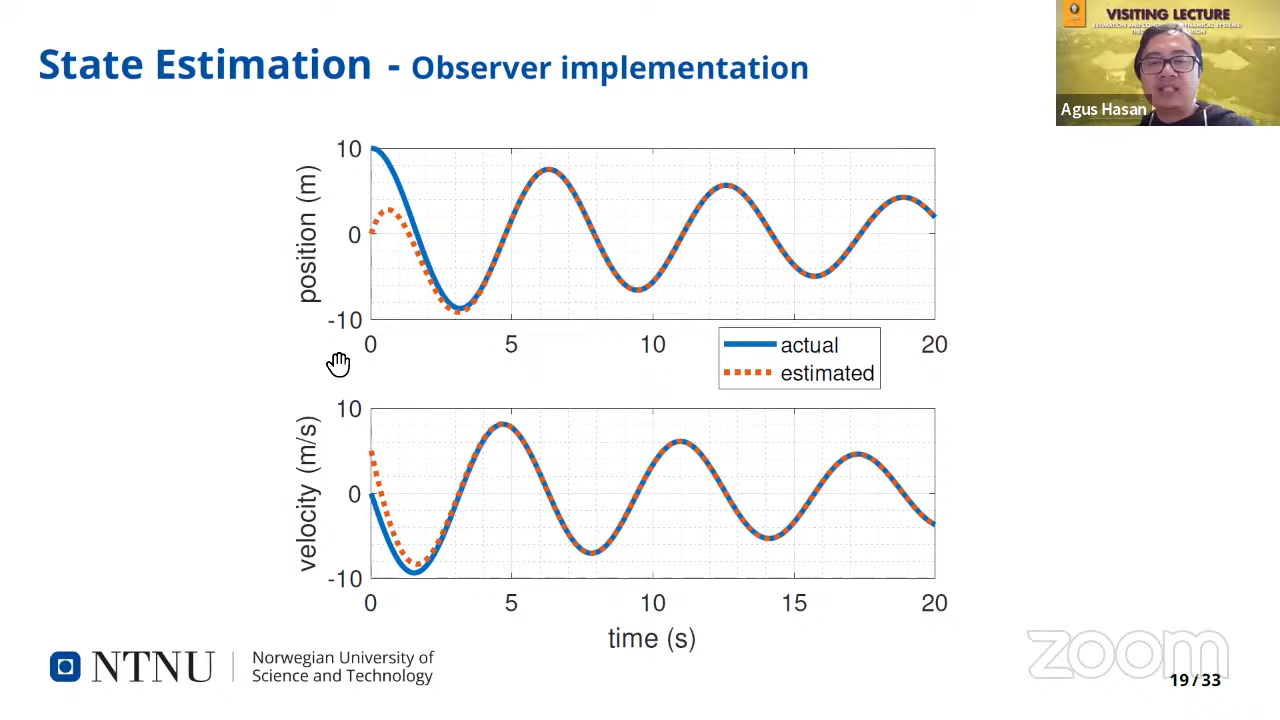 State Estimation - Observer implementation
VISITING LECTURE
Agus Hasan
position (m)
10
0
-10
0
5
10
20
actual
estimated
velocity (m/s)
10
0
-10
0
5
10
15
20
time (s)
NTNU
Norwegian University of
Science and Technology
zoom
19 / 33